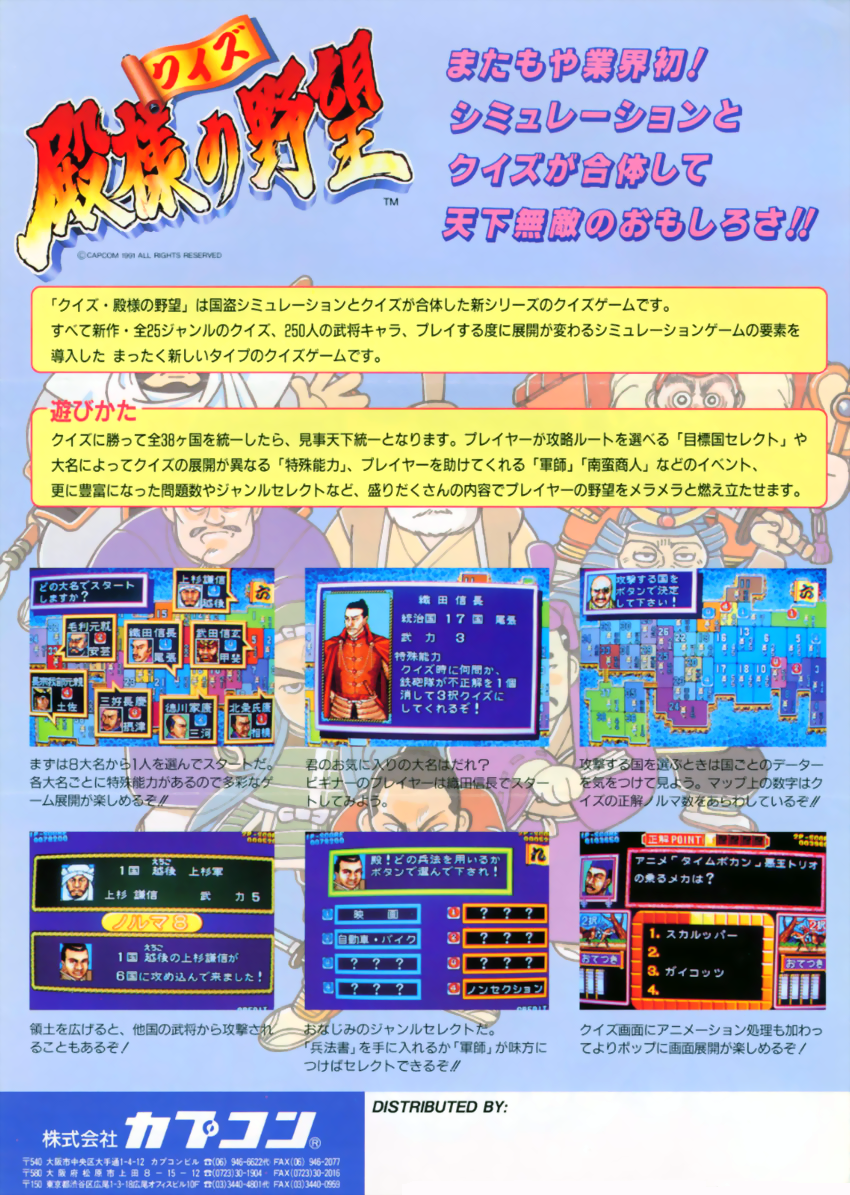 クイズ
殿様の野望
TM
©CAPCOM 1991 ALL RIGHTS RESERVED
またもや業界初!
シミュレーションと
クイズが合体して
天下無敵のおもしろさ!!
「クイズ・殿様の野望」は国盗シミュレーションとクイズが合体した新シリーズのクイズゲームです。
すべて新作・全25ジャンルのクイズ、250人の武将キャラ、プレイする度に展開が変わるシミュレーションゲームの要素を
導入した まったく新しいタイプのクイズゲームです。
遊びかた
クイズに勝って全38ヶ国を統一したら、見事天下統一となります。プレイヤーが攻略ルートを選べる「目標国セレクト」や
大名によってクイズの展開が異なる「特殊能力」、プレイヤーを助けてくれる「軍師」「南蛮商人」などのイベント、
更に豊富になった問題数やジャンルセレクトなど、盛りだくさんの内容でプレイヤーの野望をメラメラと燃え立たせます。
どの大名でスタート
しますか?
上杉謙信
越後
毛利元就
安芸
織田信長
尾張
武田信玄
甲斐
長宗我部元親
土佐
三好長慶
摂津
徳川家康
三河
北条氏康
相模
織田信長
統治国 17国 尾張
武力 3
特殊能力
クイズ時に何問か、
鉄砲隊が不正解を1個
消して3択クイズに
してくれるぞ!
攻撃する国を
ボタンで決定
して下さい!
まずは8大名から1人を選んでスタートだ。
各大名ごとに特殊能力があるので多彩なゲ
ーム展開が楽しめるぞ!!
君のお気に入りの大名はだれ?
ビギナーのプレイヤーは織田信長でスター
トしてみよう。
攻撃する国を選ぶときは国ごとのデーター
を気をつけて見よう。マップ上の数字はク
イズの正解ノルマ数をあらわしているぞ!!
1国 越後 上杉軍
えちご
上杉 謙信 武 力 5
ノルマ8
えちご
1国 越後の上杉謙信が
6国に攻め込んで来ました!
殿!どの兵法を用いるか
ボタンで選んで下され!
映 画
? ? ?
自動車・バイク
? ? ?
? ? ?
? ? ?
? ? ?
ノンセクション
CREDIT
正解POINT
アニメ「タイムボカン」悪玉トリオ
の乗るメカは?
2択
おてつき
1. スカルッパー
2.
3. ガイコッツ
4.
2択
おてつき
領土を広げると、他国の武将から攻撃され
ることもあるぞ!
おなじみのジャンルセレクトだ。
「兵法書」を手に入れるか「軍師」が味方に
つけばセレクトできるぞ!!
クイズ画面にアニメーション処理も加わっ
てよりポップに画面展開が楽しめるぞ!
株式会社 カプコン®
〒540 大阪市中央区大手通1-4-12 カプコンビル ☎(06) 946-6622代 FAX(06) 946-2077
〒580 大阪府松原市上田8-15-12 ☎(0723)30-1904 FAX(0723)30-2016
〒150 東京都渋谷区広尾1-3-18広尾オフィスビル10F ☎(03)3440-4801代 FAX(03)3440-0969
DISTRIBUTED BY: